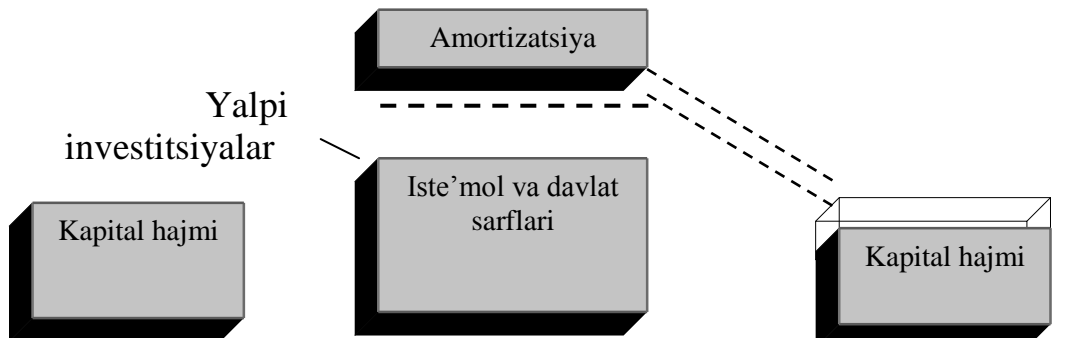 Amortizatsiya
Yalpi
investitsiyalar
Iste’mol va davlat
sarflari
Kapital hajmi
Kapital hajmi